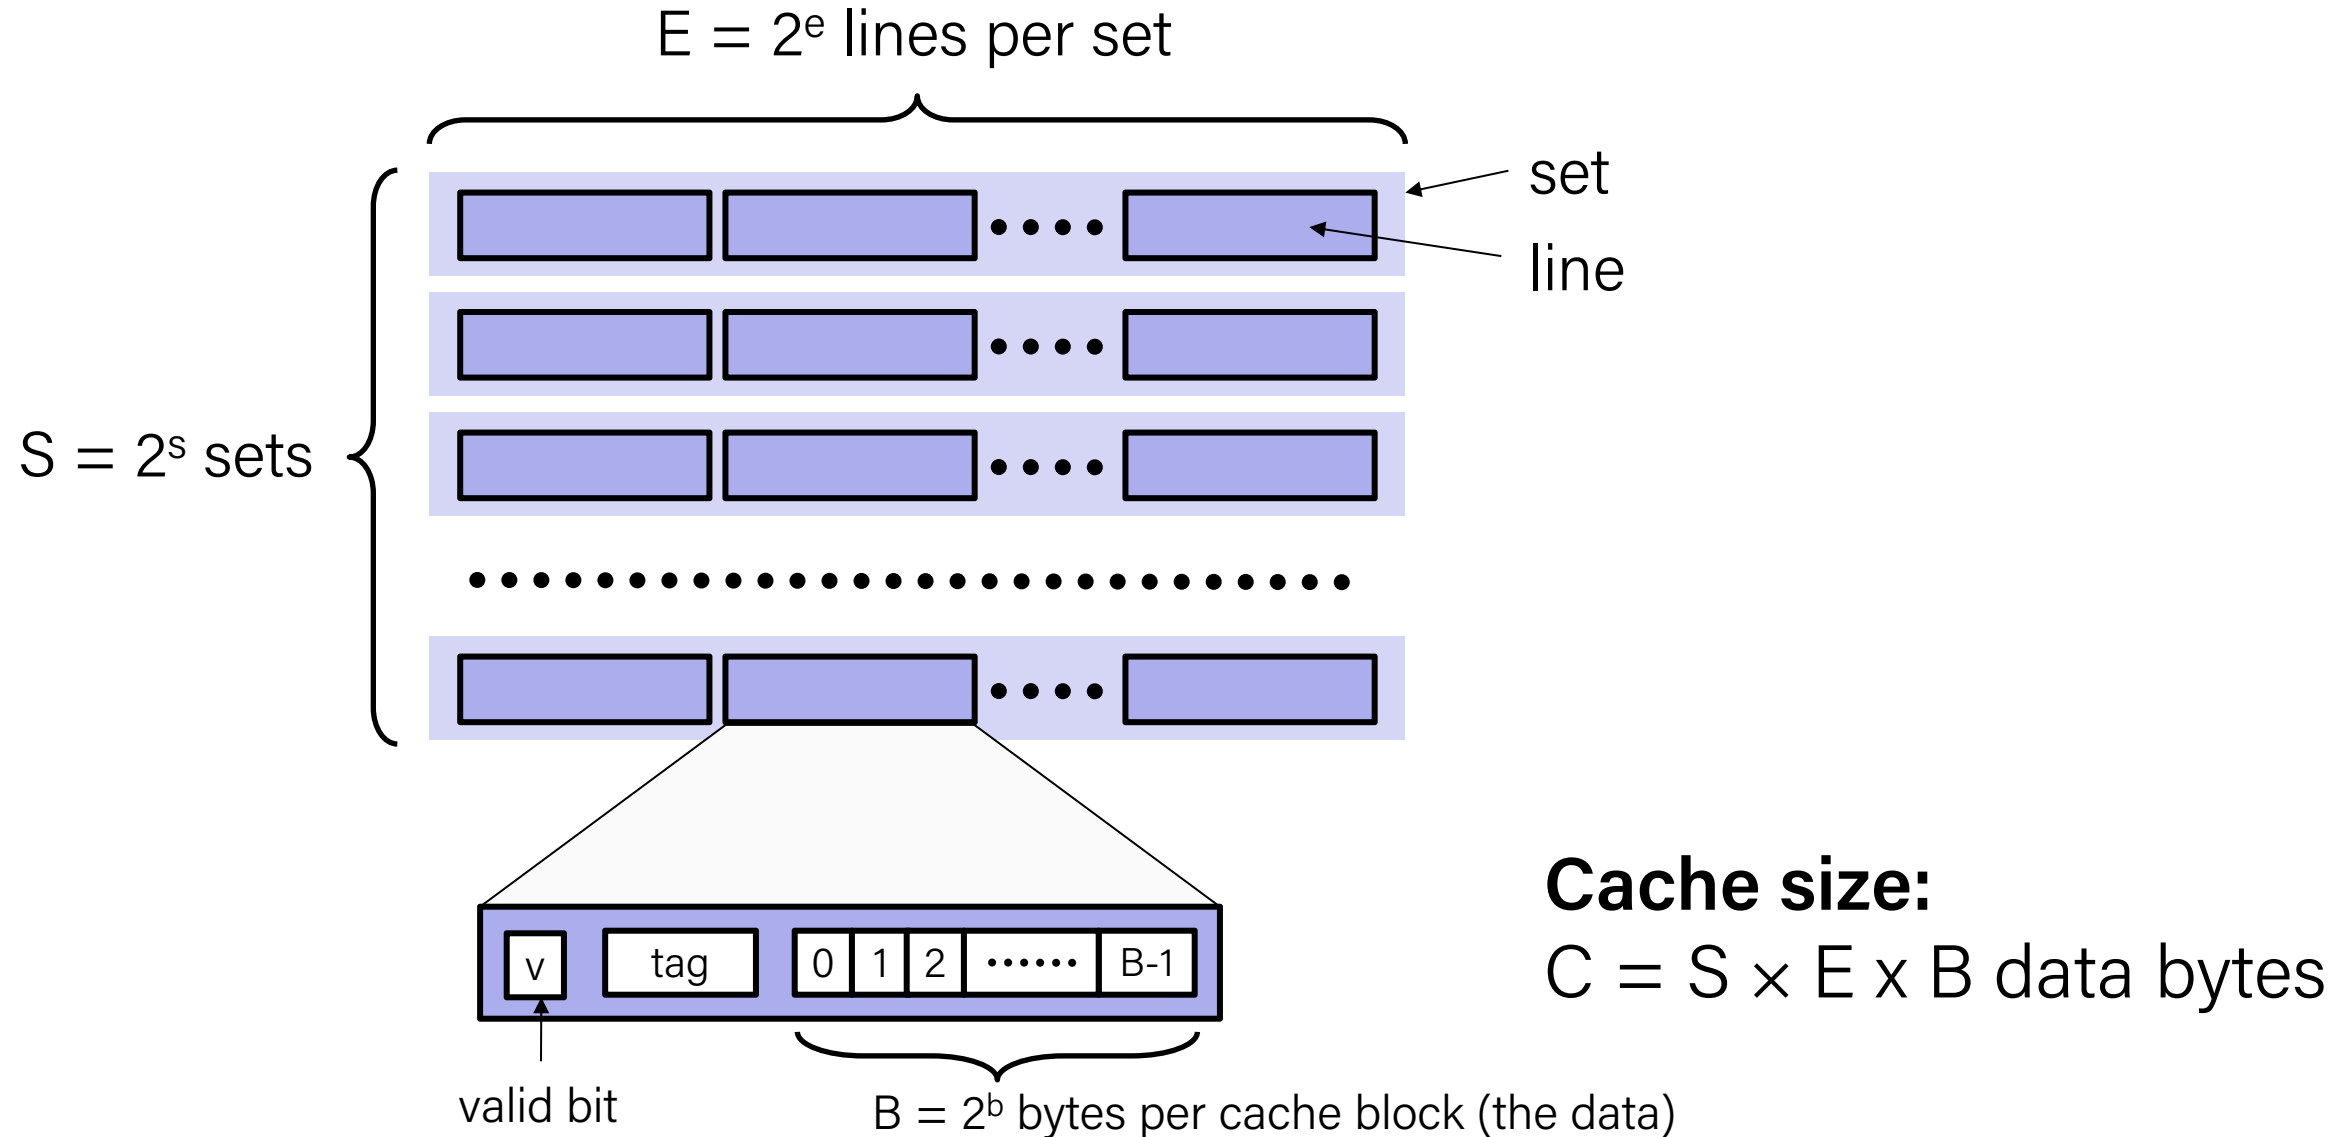 E = 2ᵉ lines per set
set
line
S = 2ˢ sets
v
tag
0 1 2 ······ B-1
valid bit
B = 2ᵇ bytes per cache block (the data)
Cache size:
C = S × E x B data bytes